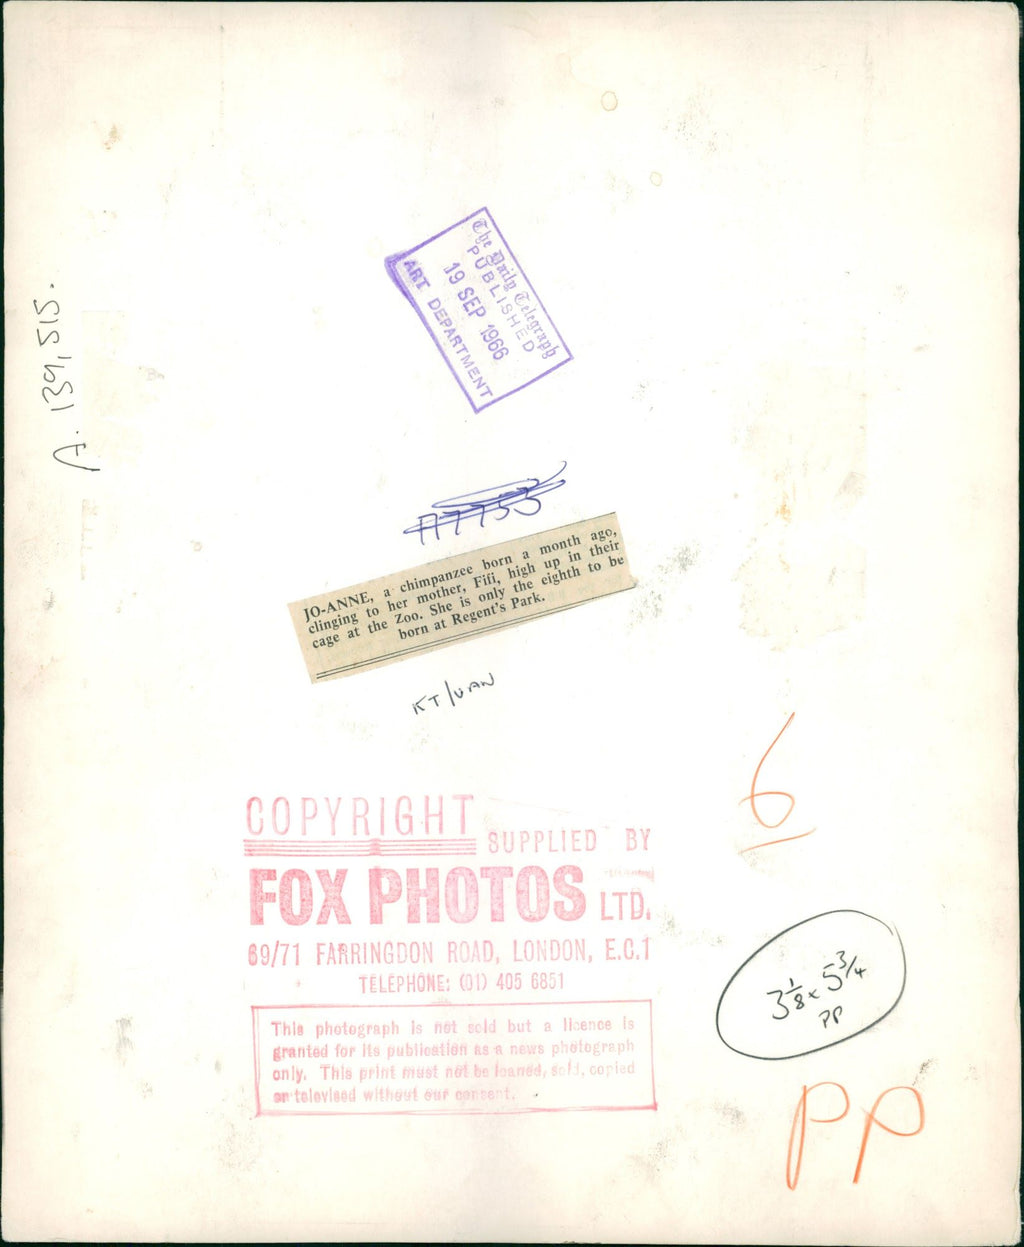 The Daily Telegraph
PUBLISHED
19 SEP 1966
ART DEPARTMENT
A. 139,515.
JO-ANNE, a chimpanzee born a month ago,
clinging to her mother, Fifi, high up in their
cage at the Zoo. She is only the eighth to be
born at Regent's Park.
KT/VAN
6
COPYRIGHT
SUPPLIED BY
FOX PHOTOS LTD.
69/71 FARRINGDON ROAD, LONDON, E.C.1
TELEPHONE: (01) 405 6851
This photograph is not sold but a licence is
granted for its publication as a news photograph
only. This print must not be loaned, sold, copied
or televised without our consent.
3 1/8 x 5 3/4
PP
PP